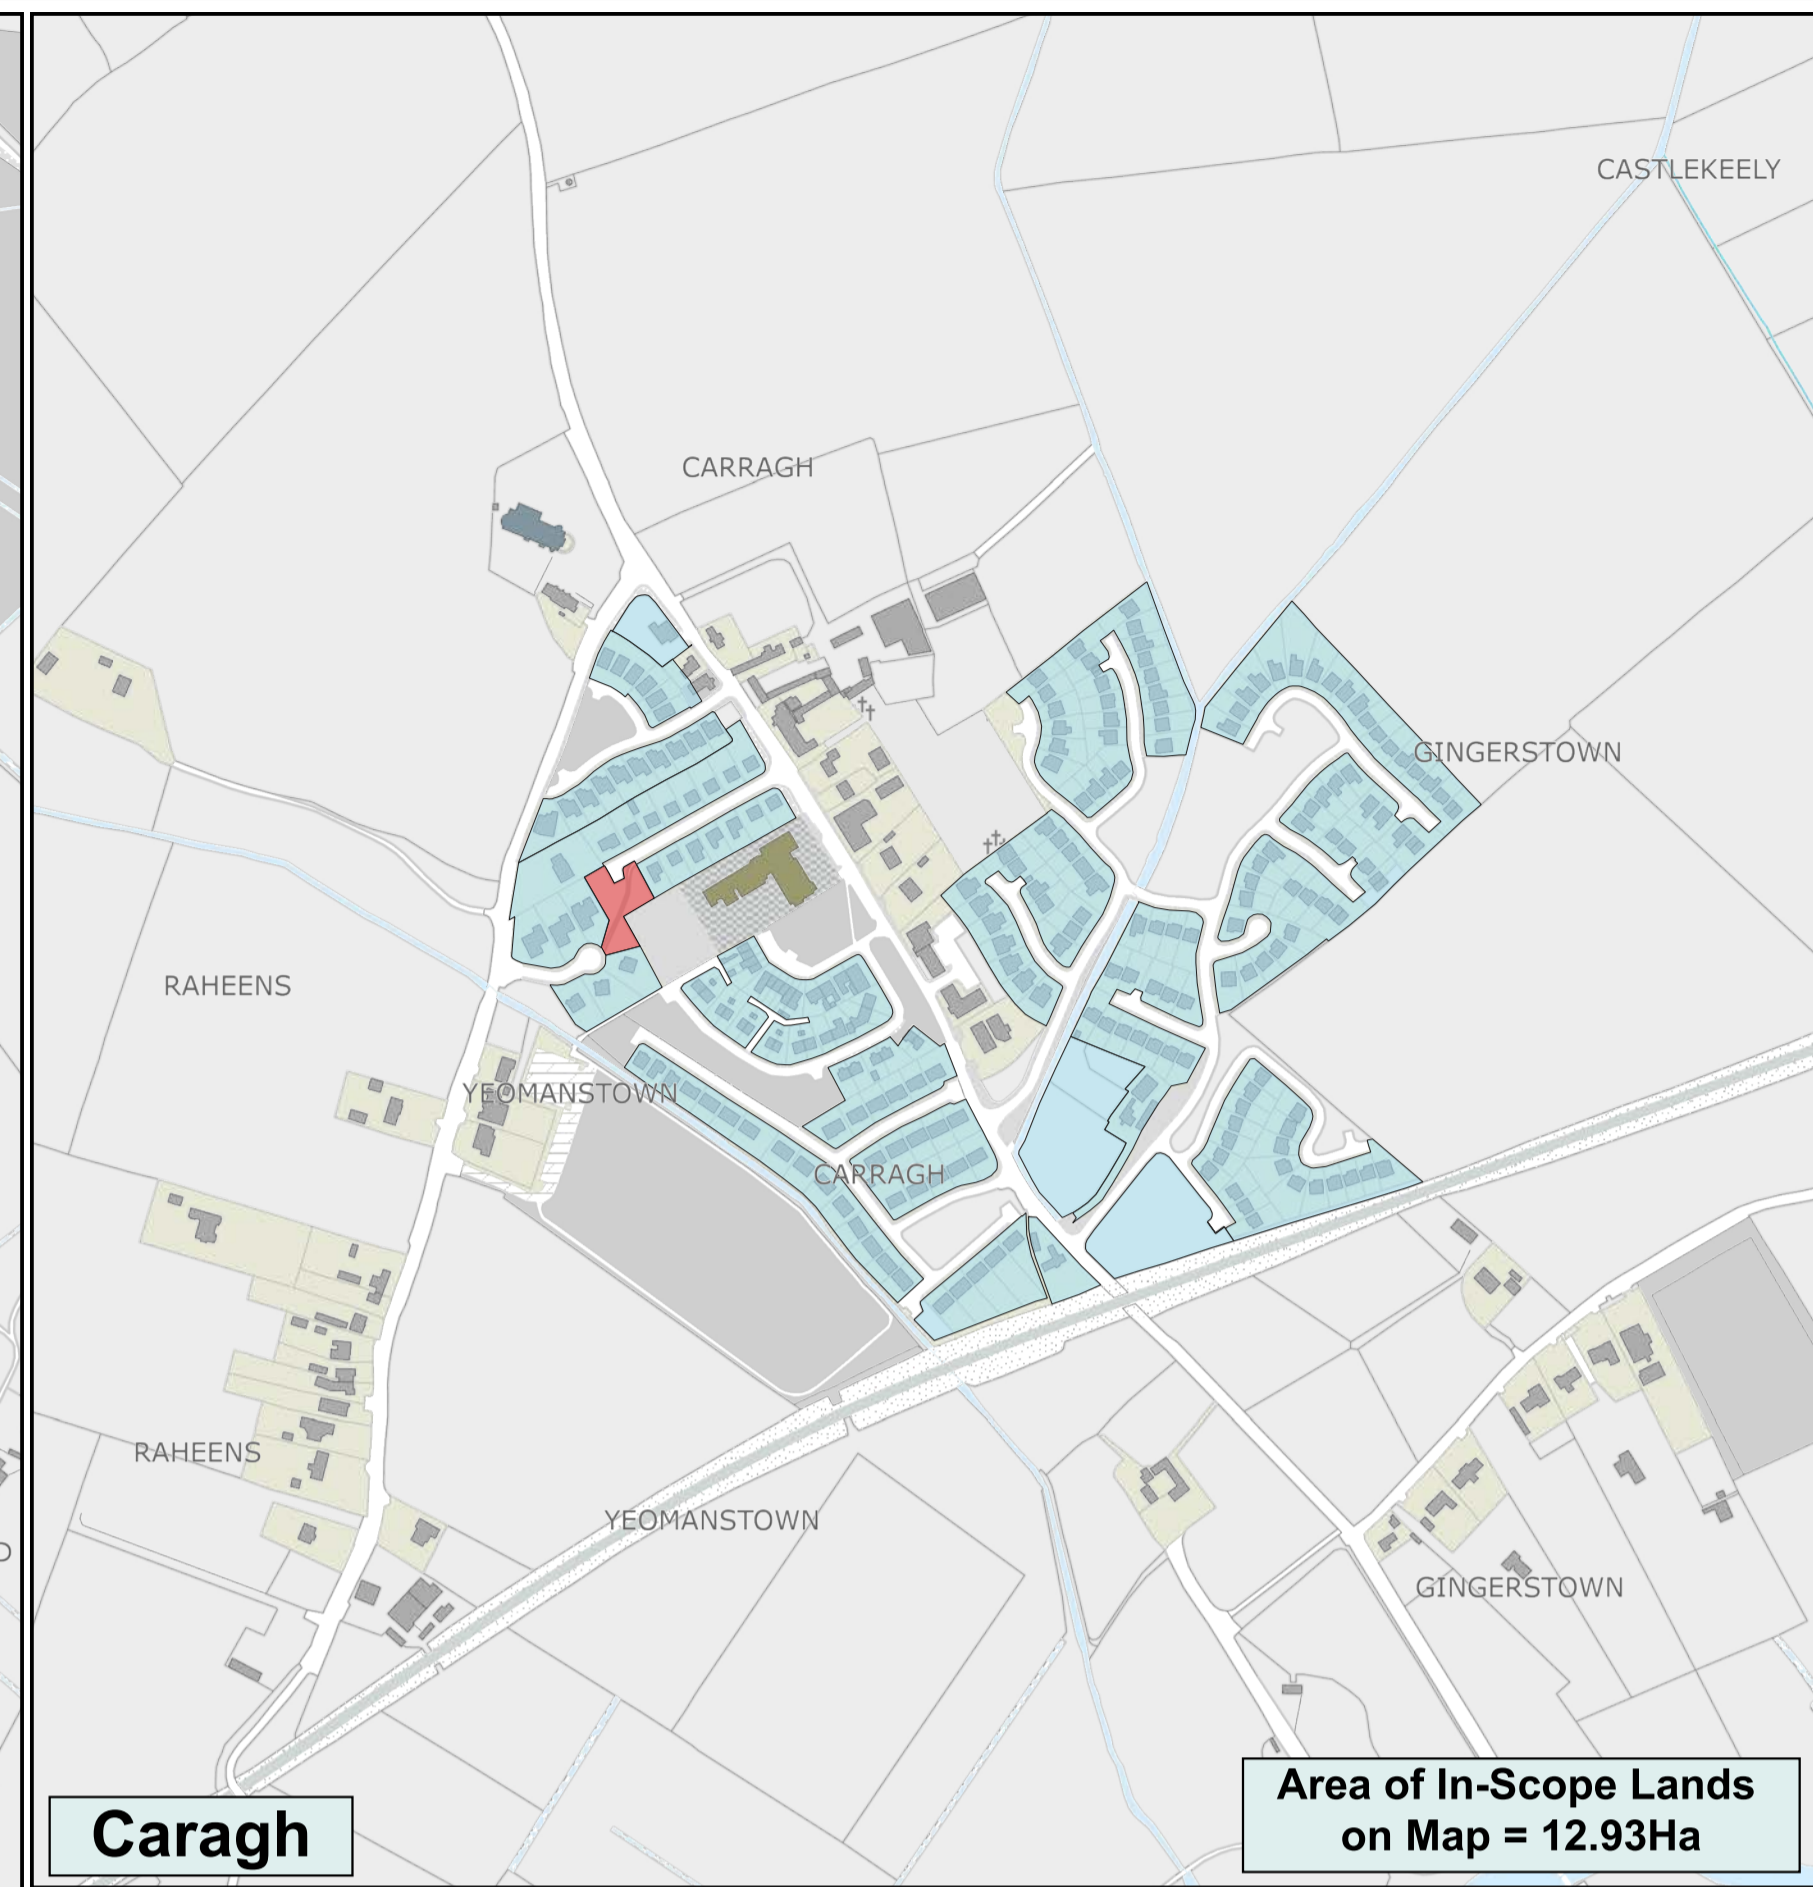 CASTLEKEELY
CARRAGH
GINGERSTOWN
RAHEENS
YEOMANSTOWN
CARRAGH
RAHEENS
YEOMANSTOWN
GINGERSTOWN
Caragh
Area of In-Scope Lands
on Map = 12.93Ha